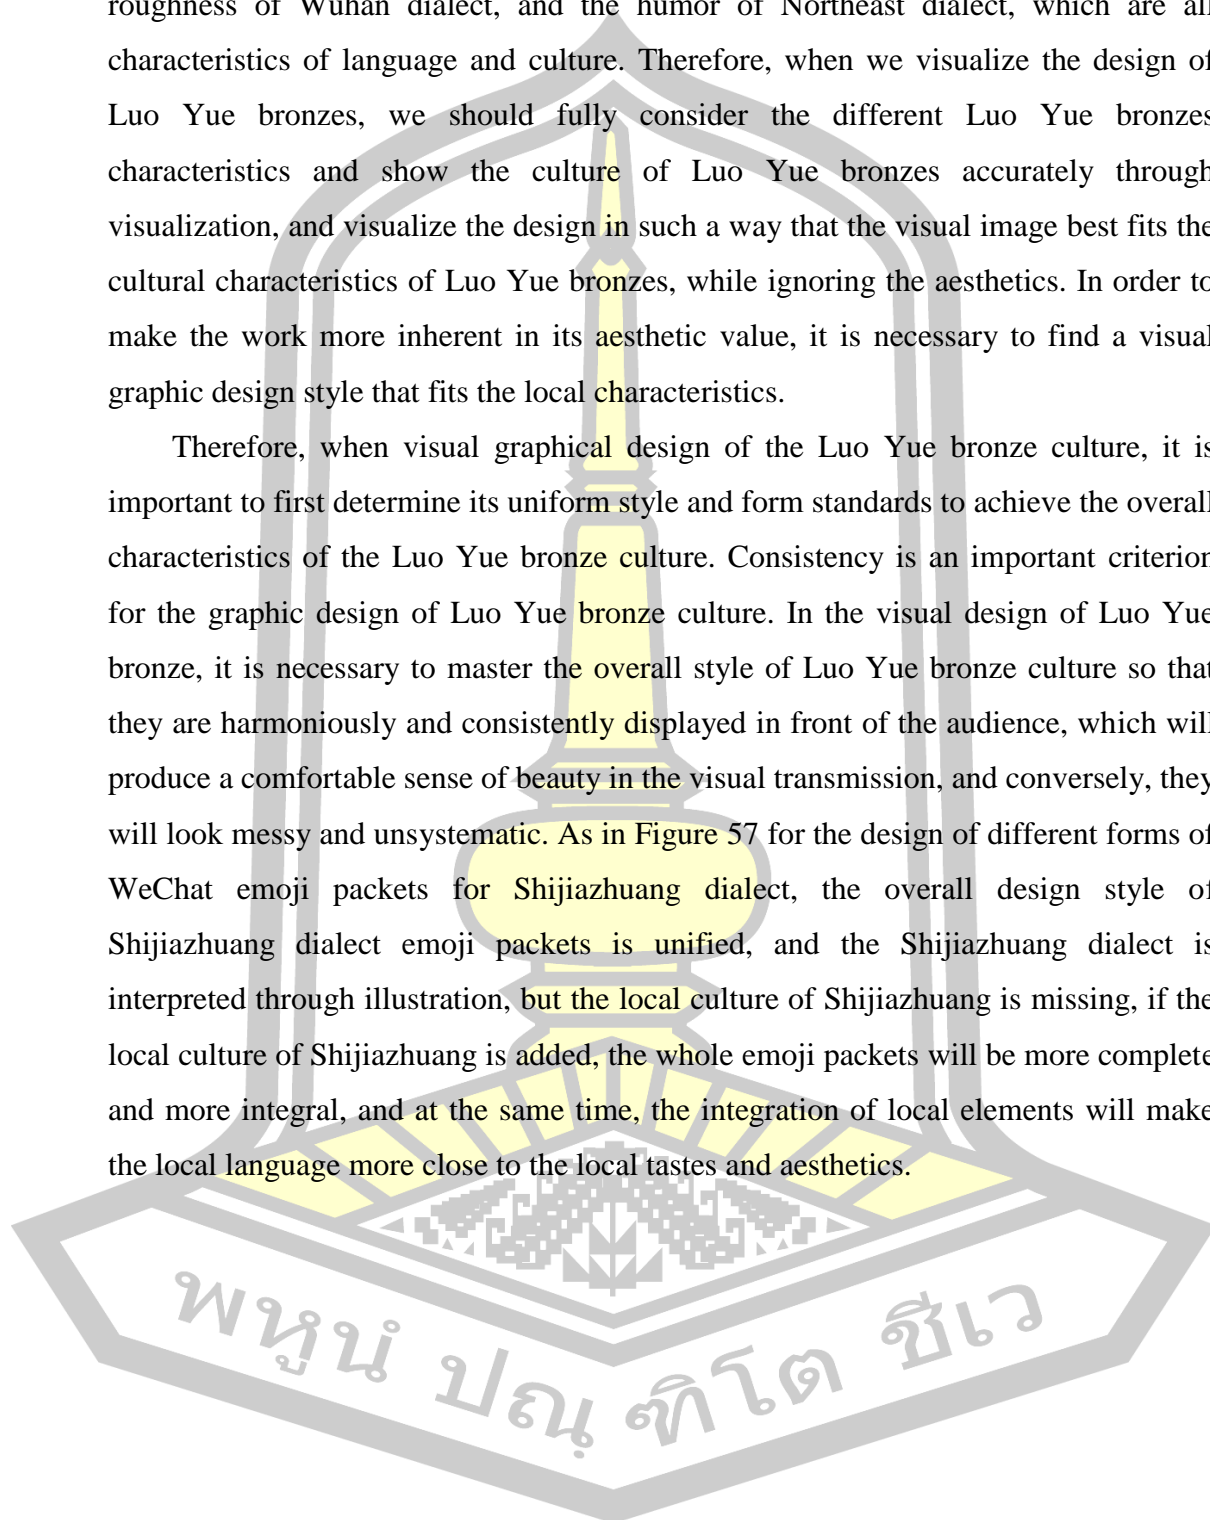 roughness of Wuhan dialect, and the humor of Northeast dialect, which are all
characteristics of language and culture. Therefore, when we visualize the design of
Luo Yue bronzes, we should fully consider the different Luo Yue bronzes
characteristics and show the culture of Luo Yue bronzes accurately through
visualization, and visualize the design in such a way that the visual image best fits the
cultural characteristics of Luo Yue bronzes, while ignoring the aesthetics. In order to
make the work more inherent in its aesthetic value, it is necessary to find a visual
graphic design style that fits the local characteristics.
Therefore, when visual graphical design of the Luo Yue bronze culture, it is
important to first determine its uniform style and form standards to achieve the overall
characteristics of the Luo Yue bronze culture. Consistency is an important criterion
for the graphic design of Luo Yue bronze culture. In the visual design of Luo Yue
bronze, it is necessary to master the overall style of Luo Yue bronze culture so that
they are harmoniously and consistently displayed in front of the audience, which will
produce a comfortable sense of beauty in the visual transmission, and conversely, they
will look messy and unsystematic. As in Figure 57 for the design of different forms of
WeChat emoji packets for Shijiazhuang dialect, the overall design style of
Shijiazhuang dialect emoji packets is unified, and the Shijiazhuang dialect is
interpreted through illustration, but the local culture of Shijiazhuang is missing, if the
local culture of Shijiazhuang is added, the whole emoji packets will be more complete
and more integral, and at the same time, the integration of local elements will make
the local language more close to the local tastes and aesthetics.
พหูนํ ปณฺฑิโต ชีเว